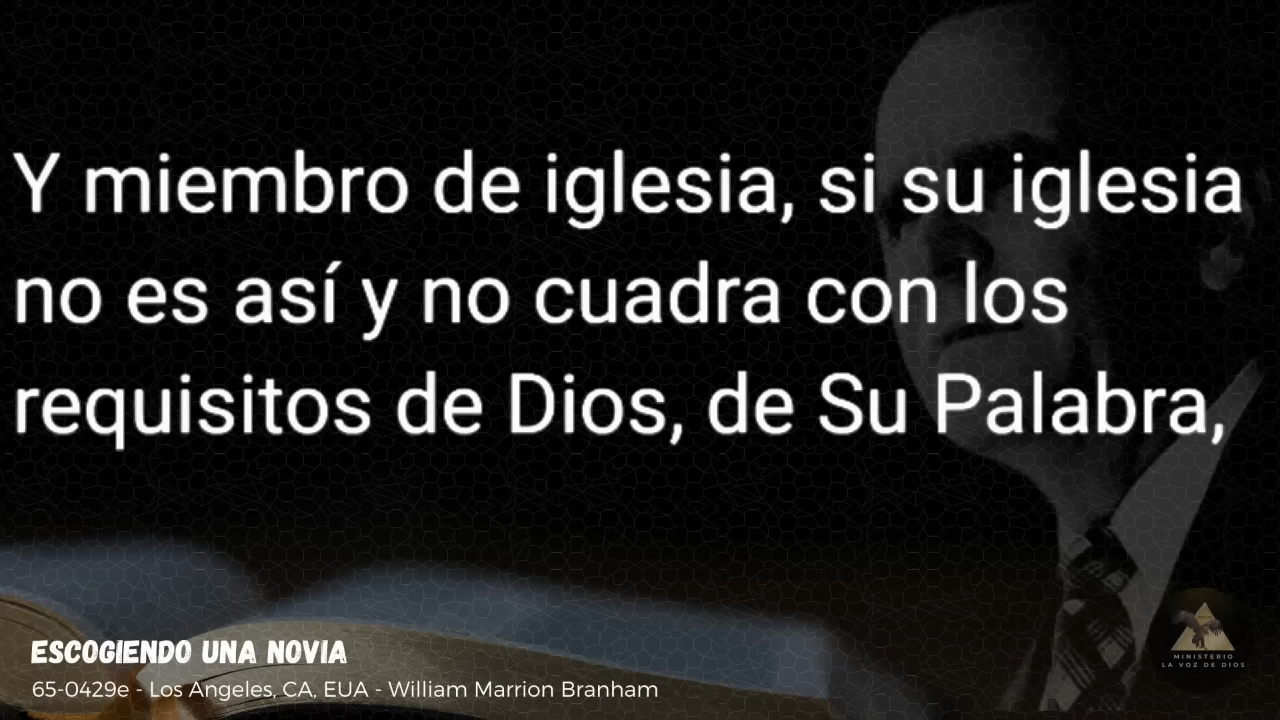 Y miembro de iglesia, si su iglesia
no es así y no cuadra con los
requisitos de Dios, de Su Palabra,
ESCOGIENDO UNA NOVIA
65-0429e - Los Angeles, CA, EUA - William Marrion Branham
MINISTERIO
LA VOZ DE DIOS